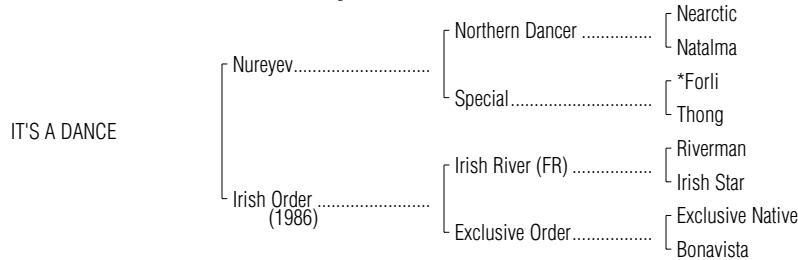 Nearctic
Northern Dancer ...............
Natalma
Nureyev.............................
*Forli
Special..............................
Thong
IT'S A DANCE
Riverman
Irish River (FR) .................
Irish Star
Irish Order ........................
(1986)
Exclusive Native
Exclusive Order.................
Bonavista